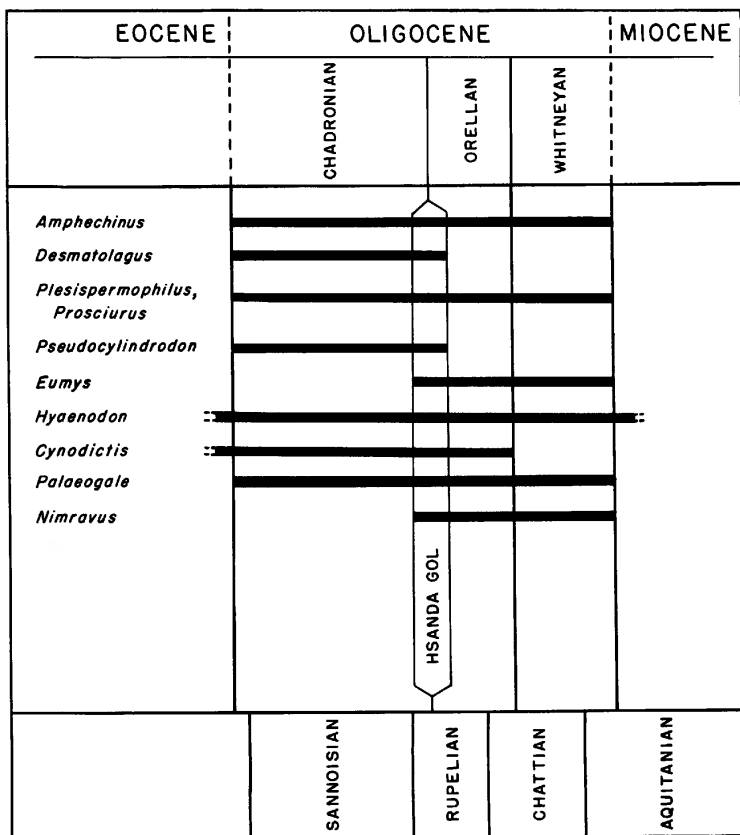 EOCENE OLIGOCENE MIOCENE
CHADRONIAN
ORELLAN
WHITNEYAN
Amphechinus
Desmatolagus
Plesispermophilus,
Prosciurus
Pseudocylindrodon
Eumys
Hyaenodon
Cynodictis
Palaeogale
Nimravus
HSANDA GOL
SANNOISIAN
RUPELIAN
CHATTIAN
AQUITANIAN